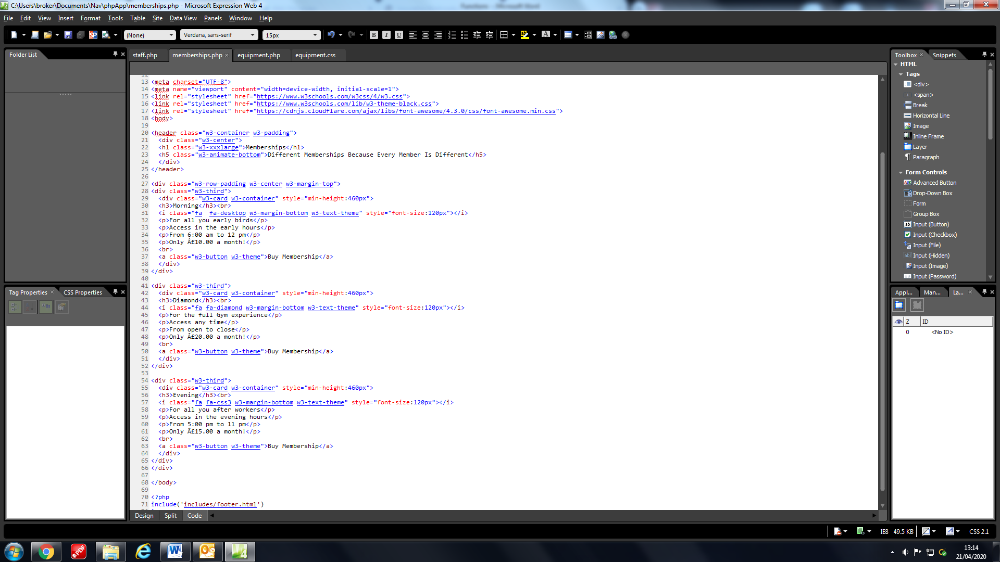 C:\Users\broker\Documents\Nav\phpApp\memberships.php - Microsoft Expression Web 4
File Edit View Insert Format Tools Table Site Data View Panels Window Help
(None) Verdana, sans-serif 15px
Folder List
staff.php memberships.php equipment.php equipment.css
12
13 <meta charset="UTF-8">
14 <meta name="viewport" content="width=device-width, initial-scale=1">
15 <link rel="stylesheet" href="https://www.w3schools.com/w3css/4/w3.css">
16 <link rel="stylesheet" href="https://www.w3schools.com/lib/w3-theme-black.css">
17 <link rel="stylesheet" href="https://cdnjs.cloudflare.com/ajax/libs/font-awesome/4.3.0/css/font-awesome.min.css">
18 <body>
19
20 <header class="w3-container w3-padding">
21 <div class="w3-center">
22 <h1 class="w3-xxxlarge">Memberships</h1>
23 <h5 class="w3-animate-bottom">Different Memberships Because Every Member Is Different</h5>
24 </div>
25 </header>
26
27 <div class="w3-row-padding w3-center w3-margin-top">
28 <div class="w3-third">
29 <div class="w3-card w3-container" style="min-height:460px">
30 <h3>Morning</h3><br>
31 <i class="fa  fa-desktop w3-margin-bottom w3-text-theme" style="font-size:120px"></i>
32 <p>For all you early birds</p>
33 <p>Access in the early hours</p>
34 <p>From 6:00 am to 12 pm</p>
35 <p>Only Â£10.00 a month!</p>
36 <br>
37 <a class="w3-button w3-theme">Buy Membership</a>
38 </div>
39 </div>
40
41 <div class="w3-third">
42 <div class="w3-card w3-container" style="min-height:460px">
43 <h3>Diamond</h3><br>
44 <i class="fa fa-diamond w3-margin-bottom w3-text-theme" style="font-size:120px"></i>
45 <p>For the full Gym experience</p>
46 <p>Access any time</p>
47 <p>From open to close</p>
48 <p>Only Â£20.00 a month!</p>
49 <br>
50 <a class="w3-button w3-theme">Buy Membership</a>
51 </div>
52 </div>
53
54 <div class="w3-third">
55 <div class="w3-card w3-container" style="min-height:460px">
56 <h3>Evening</h3><br>
57 <i class="fa fa-css3 w3-margin-bottom w3-text-theme" style="font-size:120px"></i>
58 <p>For all you after workers</p>
59 <p>Access in the evening hours</p>
60 <p>From 5:00 pm to 11 pm</p>
61 <p>Only Â£15.00 a month!</p>
62 <br>
63 <a class="w3-button w3-theme">Buy Membership</a>
64 </div>
65 </div>
66 </div>
67
68 </body>
69
70 <?php
71 include('includes/footer.html')
Design Split Code
Tag Properties CSS Properties
Toolbox Snippets
HTML
Tags
<div>
<span>
Break
Horizontal Line
Image
Inline Frame
Layer
Paragraph
Form Controls
Advanced Button
Drop-Down Box
Form
Group Box
Input (Button)
Input (Checkbox)
Input (File)
Input (Hidden)
Input (Image)
Input (Password)
Appl... Man... La...
Z ID
0 <No ID>
IE8 49.5 KB CSS 2.1
13:14
21/04/2020